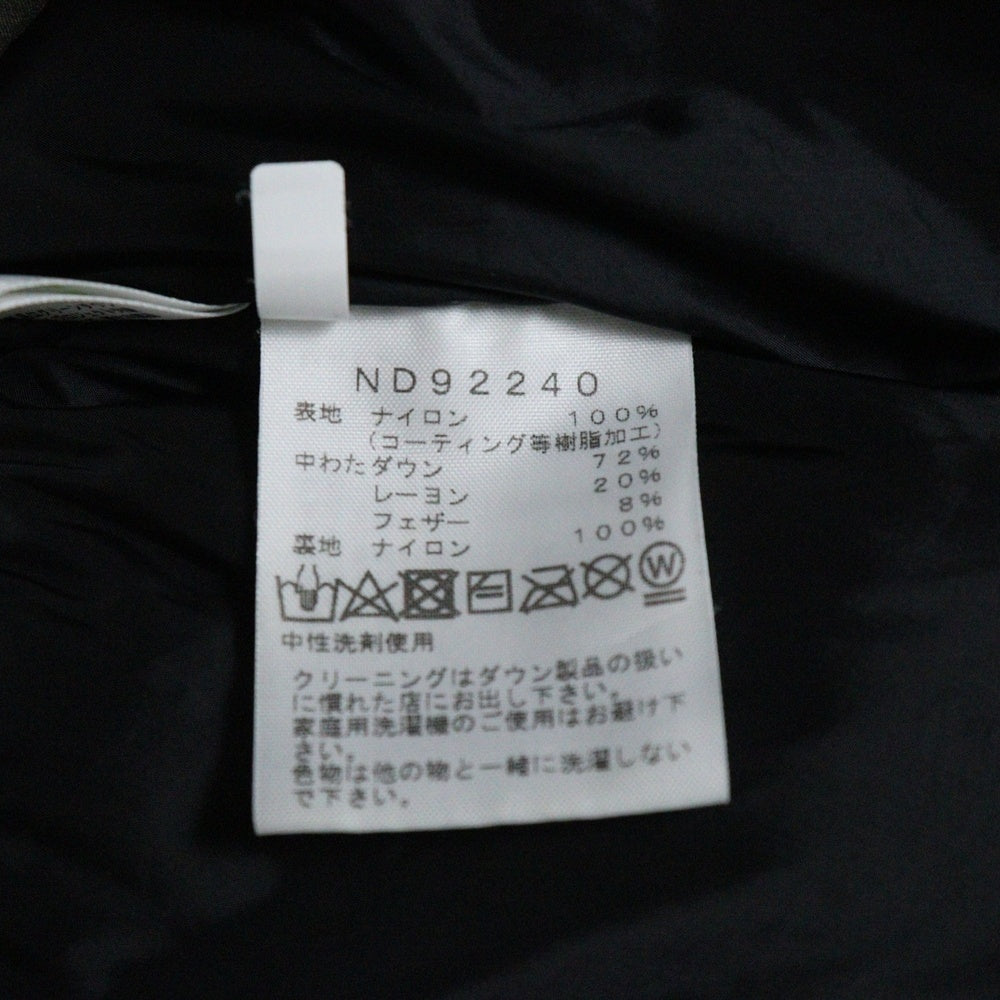 ND92240
表地 ナイロン 100%
(コーティング等樹脂加工)
中わた ダウン 72%
レーヨン 20%
フェザー 8%
裏地 ナイロン 100%
W
中性洗剤使用
クリーニングはダウン製品の扱い
に慣れた店にお出し下さい。
家庭用洗濯機のご使用はお避け下
さい。
色物は他の物と一緒に洗濯しない
で下さい。